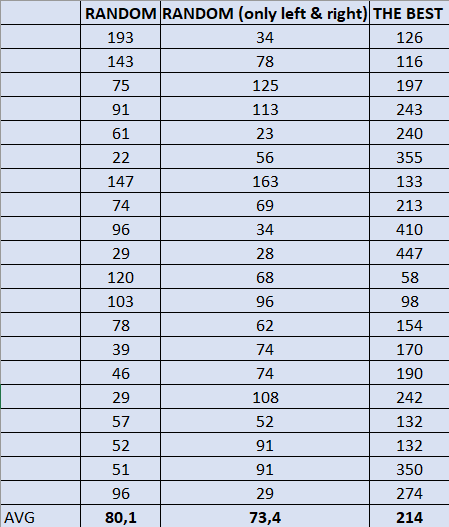 RANDOM RANDOM (only left & right) THE BEST
193 34 126
143 78 116
75 125 197
91 113 243
61 23 240
22 56 355
147 163 133
74 69 213
96 34 410
29 28 447
120 68 58
103 96 98
78 62 154
39 74 170
46 74 190
29 108 242
57 52 132
52 91 132
51 91 350
96 29 274
AVG 80,1 73,4 214